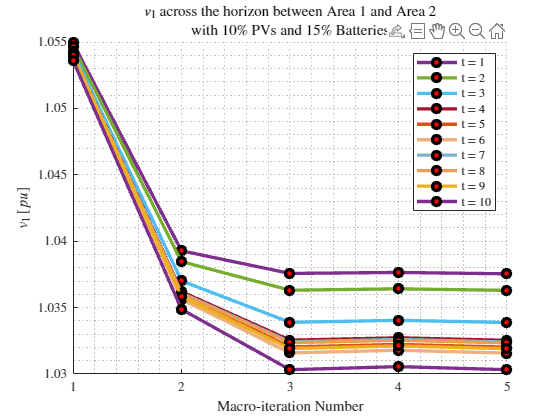 v1 across the horizon between Area 1 and Area 2
with 10% PVs and 15% Batteries
1.055
1.05
1.045
1.04
1.035
1.03
v1 [pu]
t = 1
t = 2
t = 3
t = 4
t = 5
t = 6
t = 7
t = 8
t = 9
t = 10
1 2 3 4 5
Macro-iteration Number